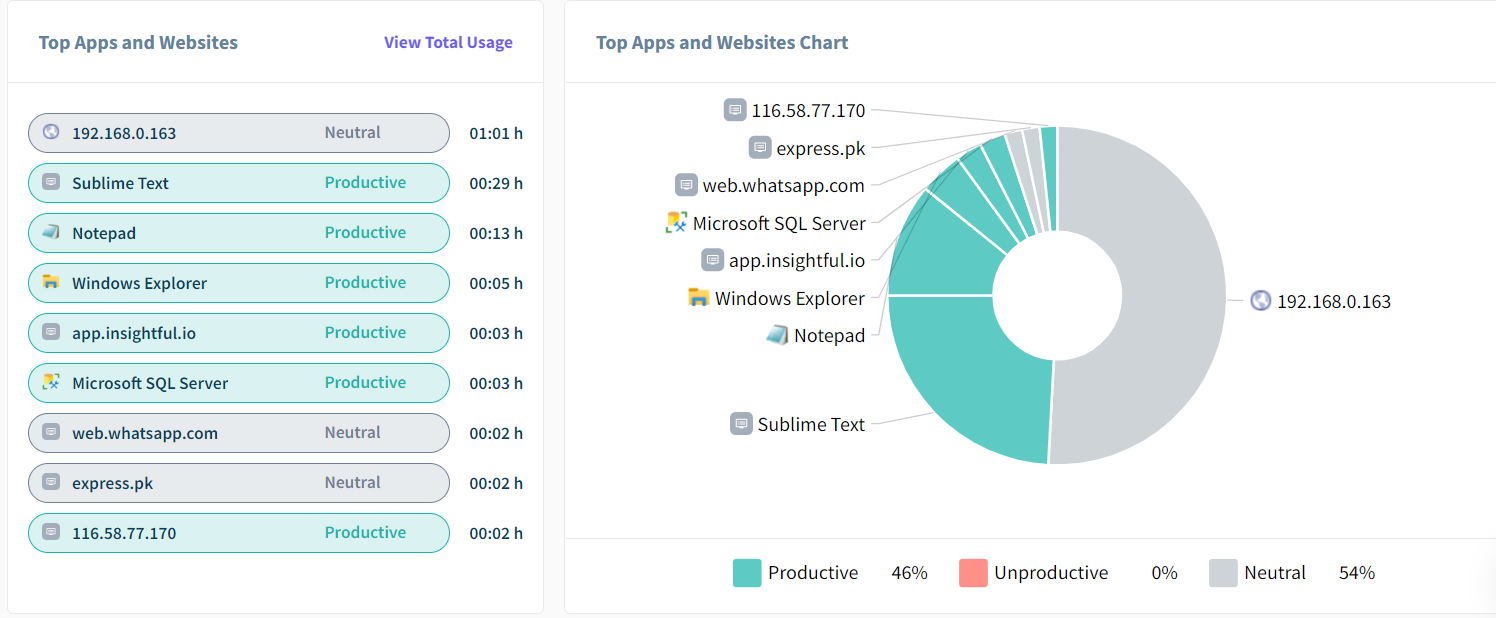 Top Apps and Websites
View Total Usage
192.168.0.163 Neutral 01:01 h
Sublime Text Productive 00:29 h
Notepad Productive 00:13 h
Windows Explorer Productive 00:05 h
app.insightful.io Productive 00:03 h
Microsoft SQL Server Productive 00:03 h
web.whatsapp.com Neutral 00:02 h
express.pk Neutral 00:02 h
116.58.77.170 Productive 00:02 h
Top Apps and Websites Chart
116.58.77.170
express.pk
web.whatsapp.com
Microsoft SQL Server
app.insightful.io
Windows Explorer
Notepad
Sublime Text
192.168.0.163
Productive 46% Unproductive 0% Neutral 54%